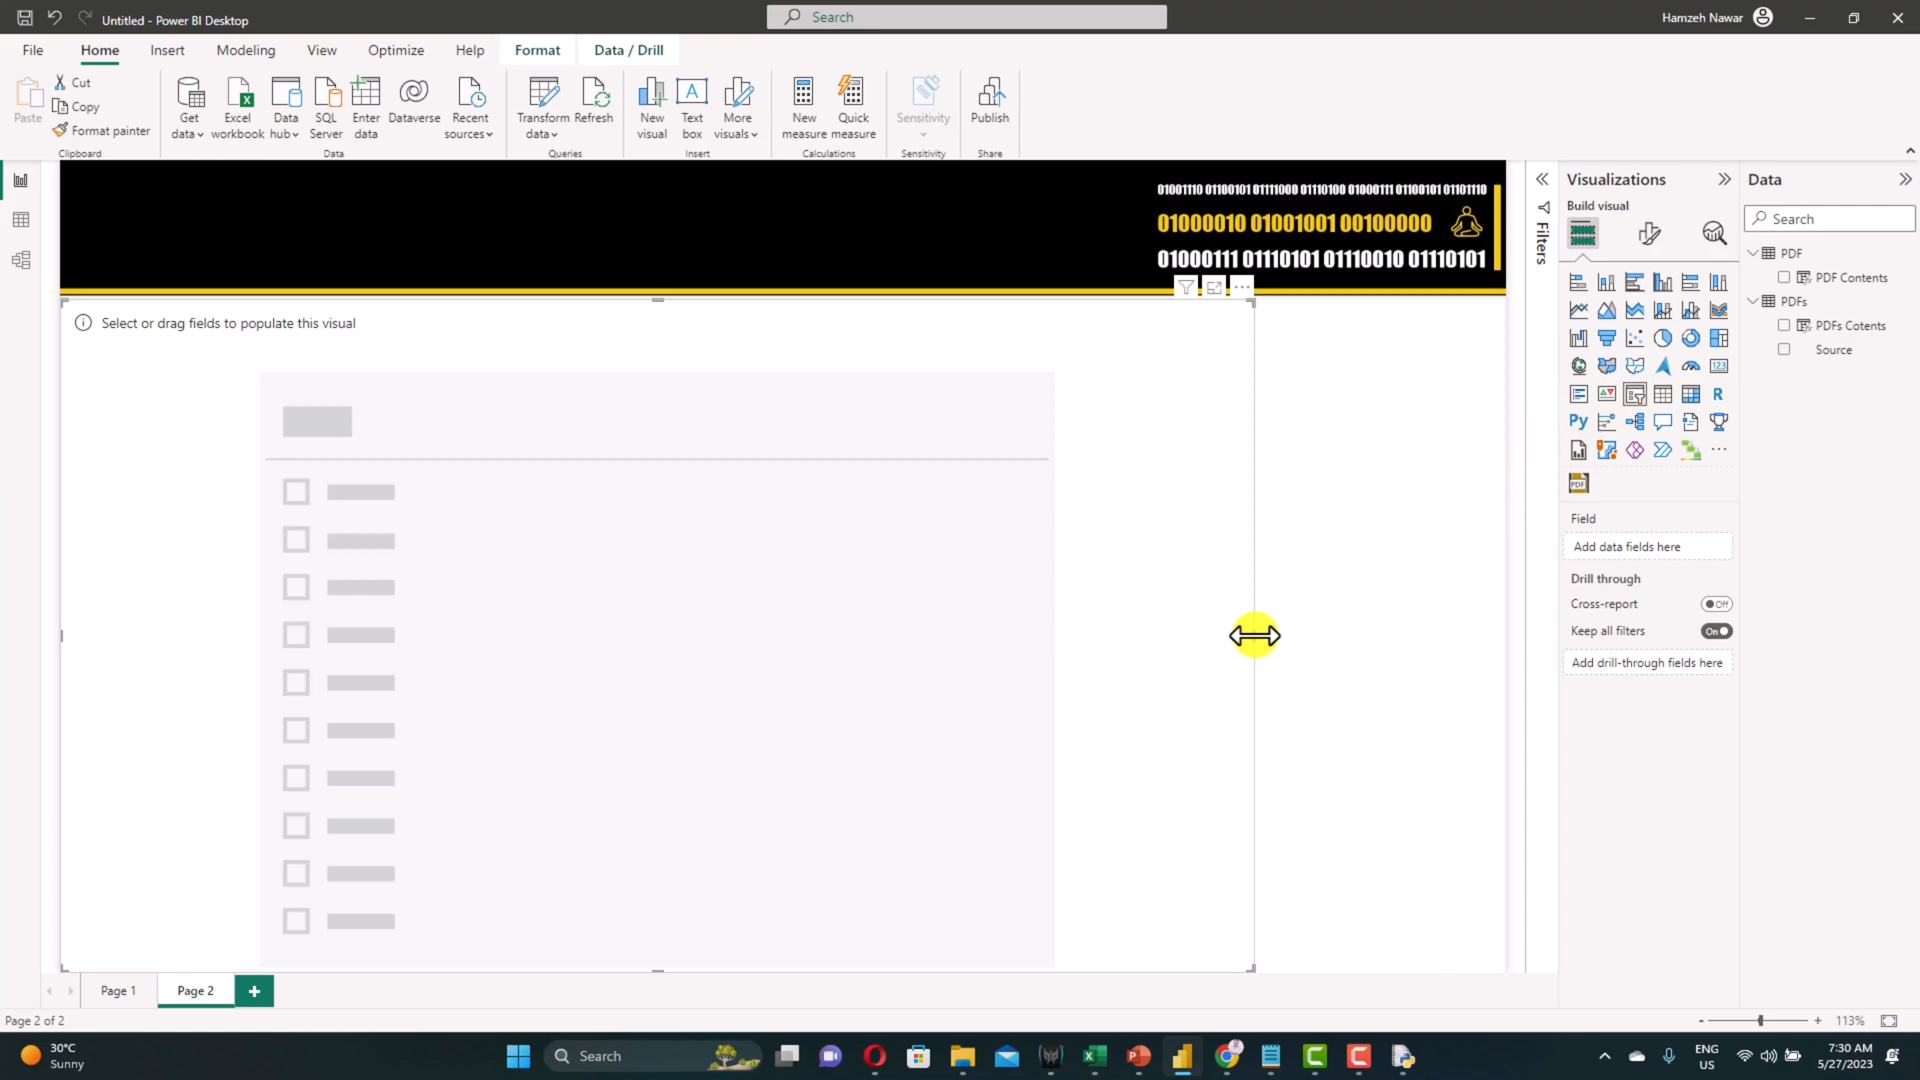 Untitled - Power BI Desktop
Search
Hamzeh Nawar
File
Home
Insert
Modeling
View
Optimize
Help
Format
Data / Drill
Paste
Cut
Copy
Format painter
Clipboard
Get data
Excel workbook
Data hub
SQL Server
Enter data
Dataverse
Recent sources
Data
Transform data
Refresh
Queries
New visual
Text box
More visuals
Insert
New measure
Quick measure
Calculations
Sensitivity
Sensitivity
Publish
Share
01001110 01100101 01111000 01110100 01000111 01100101 01101110
01000010 01001001 00100000
01000111 01110101 01110010 01110101
Select or drag fields to populate this visual
Filters
Visualizations
Build visual
123
R
Py
PDF
Field
Add data fields here
Drill through
Cross-report
Off
Keep all filters
On
Add drill-through fields here
Data
Search
PDF
PDF Contents
PDFs
PDFs Cotents
Source
Page 1
Page 2
Page 2 of 2
113%
30°C
Sunny
Search
ENG
US
7:30 AM
5/27/2023